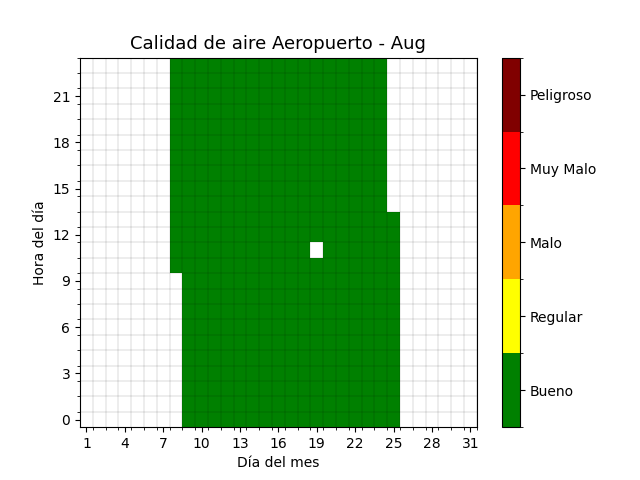 Calidad de aire Aeropuerto - Aug
Hora del día
21
18
15
12
9
6
3
0
1 4 7 10 13 16 19 22 25 28 31
Día del mes
Peligroso
Muy Malo
Malo
Regular
Bueno